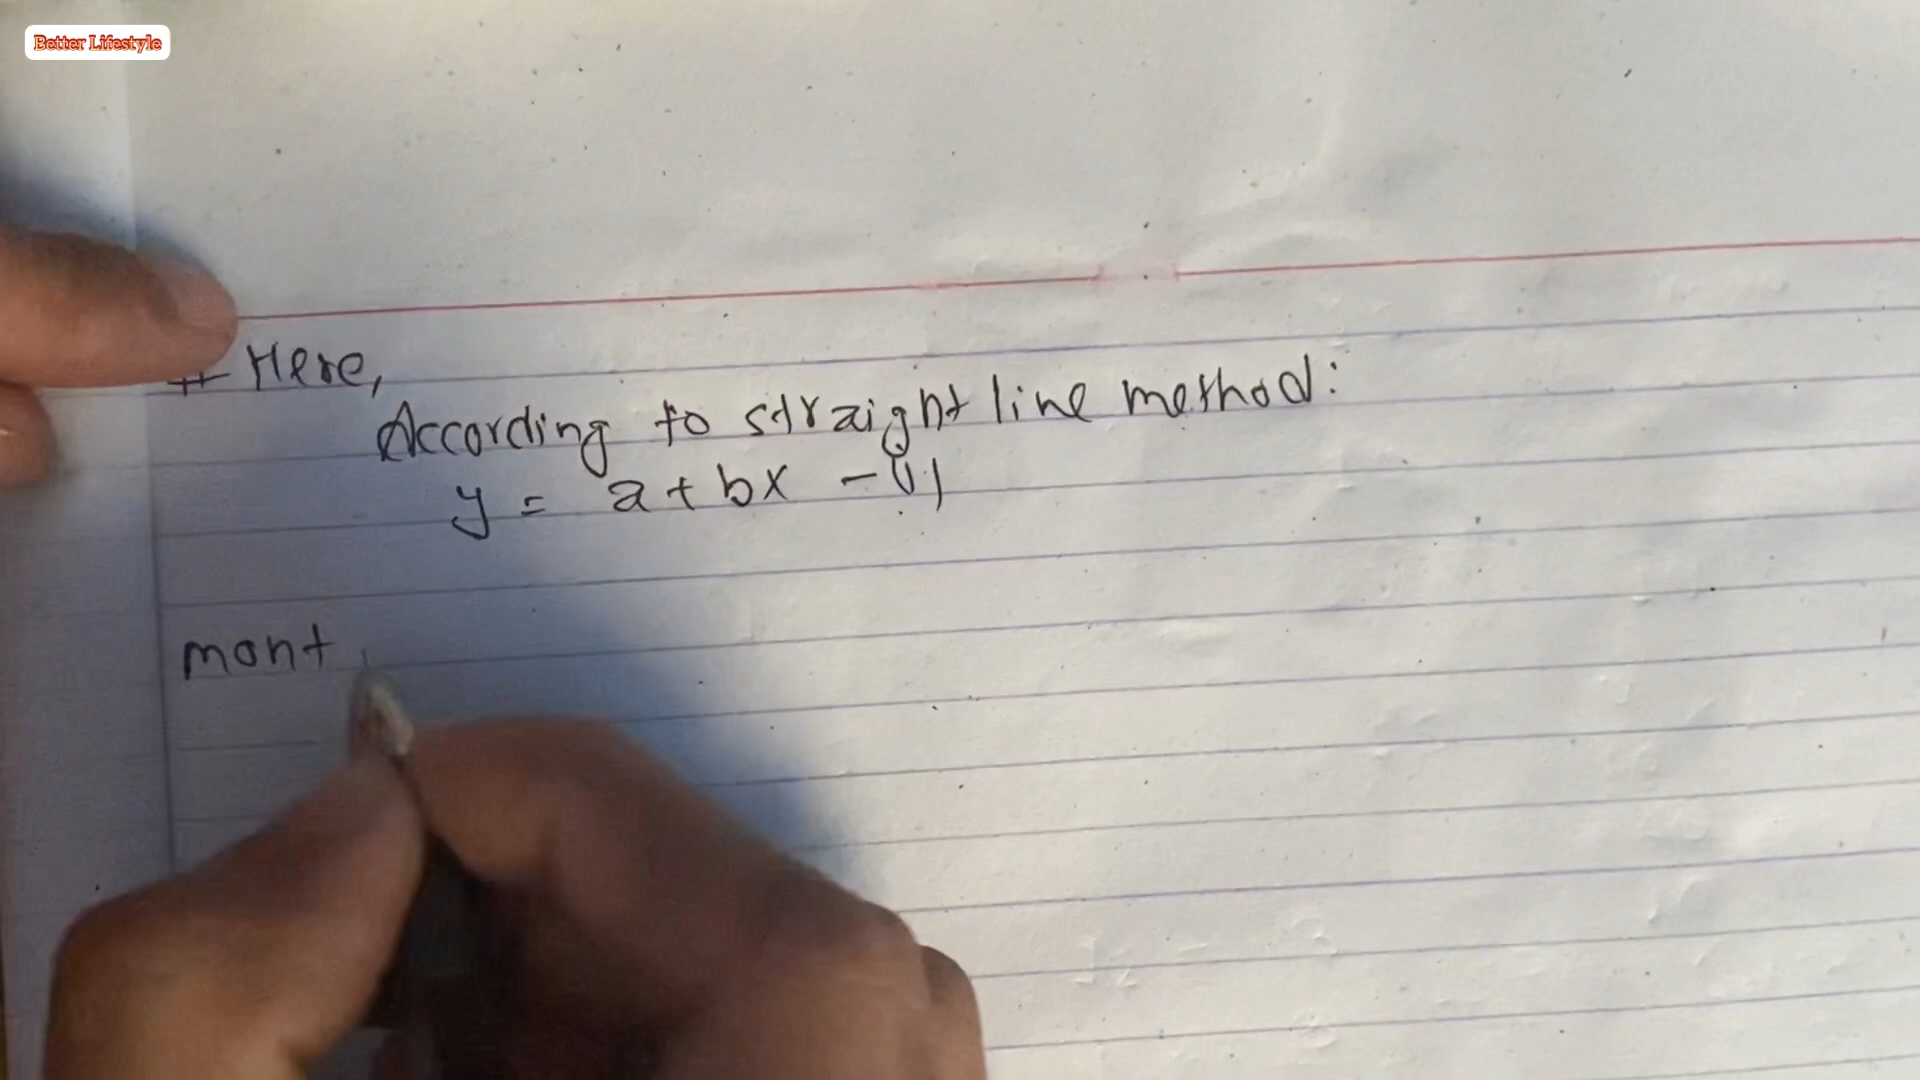 Better Lifestyle
# Here,
According to straight line method:
y = a + bx - (i)
mont